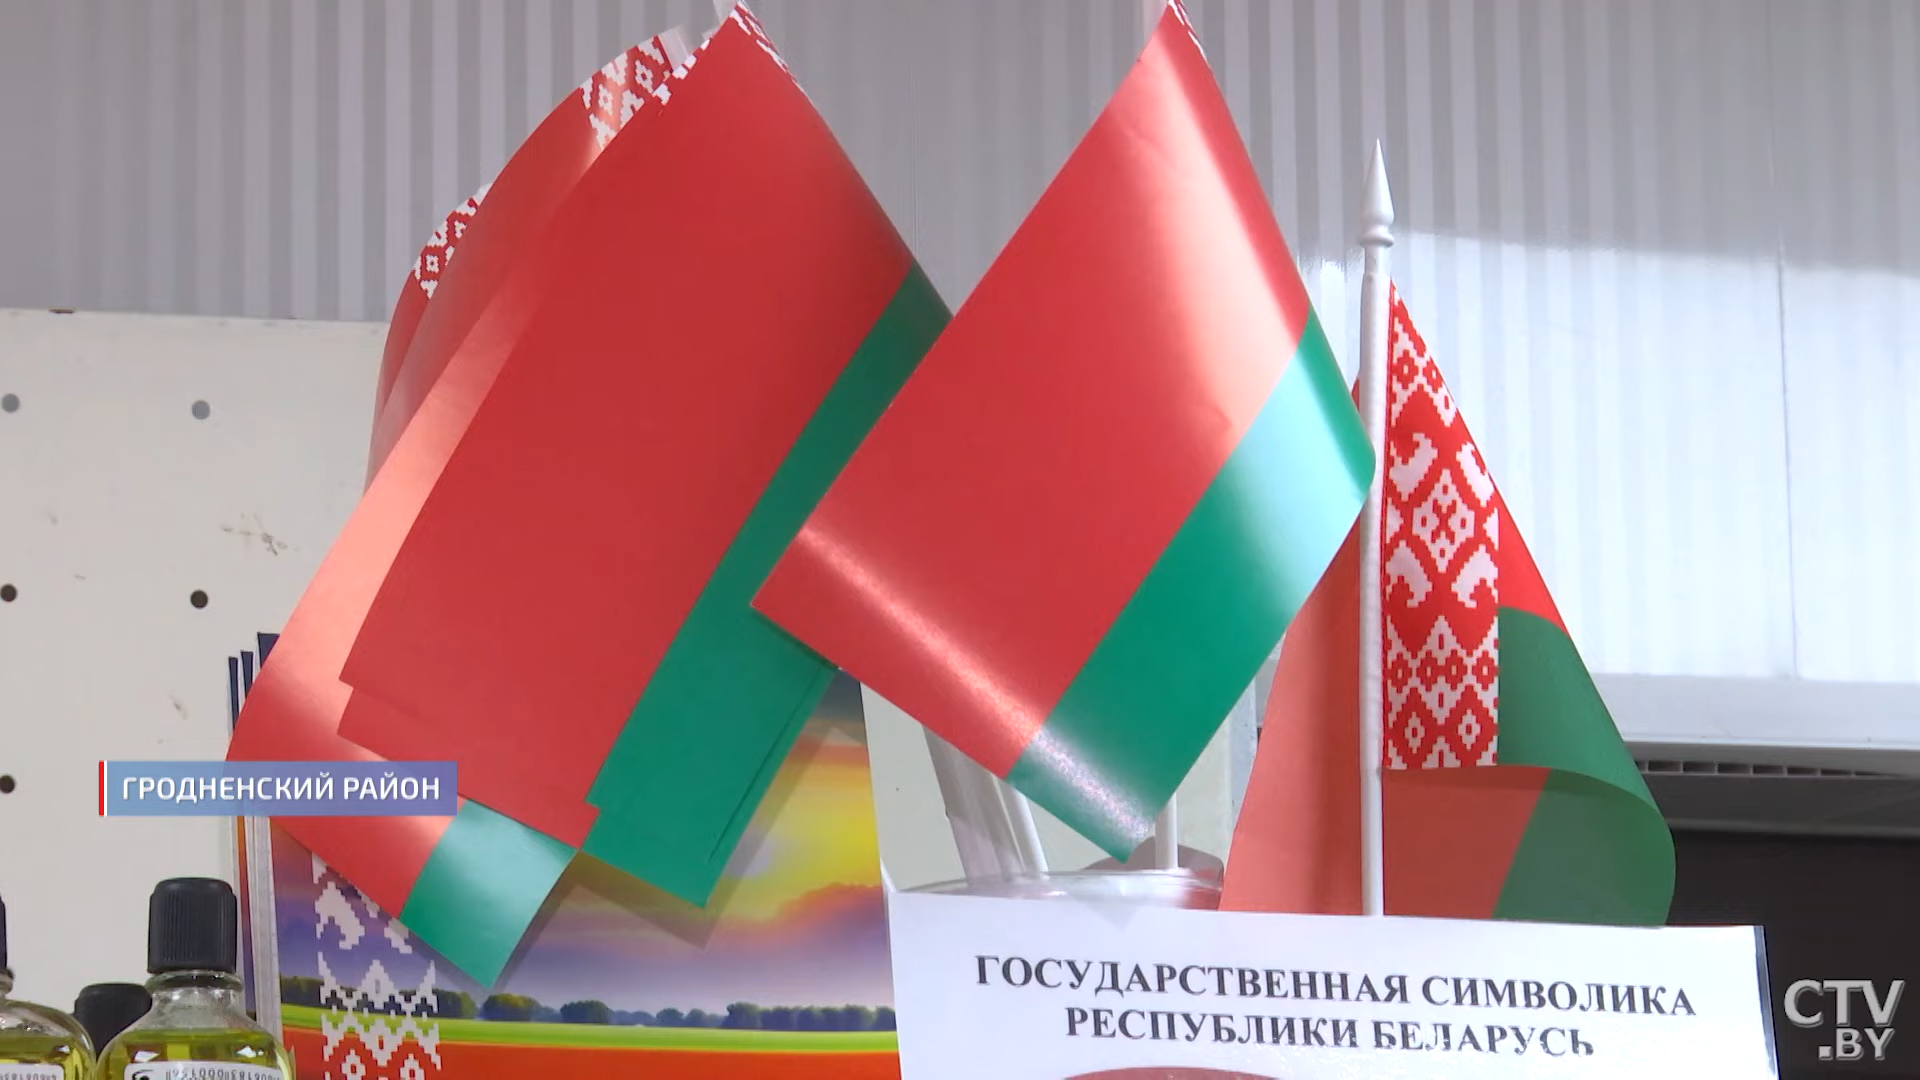 ГРОДНЕНСКИЙ РАЙОН
ГОСУДАРСТВЕННАЯ СИМВОЛИКА
РЕСПУБЛИКИ БЕЛАРУСЬ
CTV
.BY